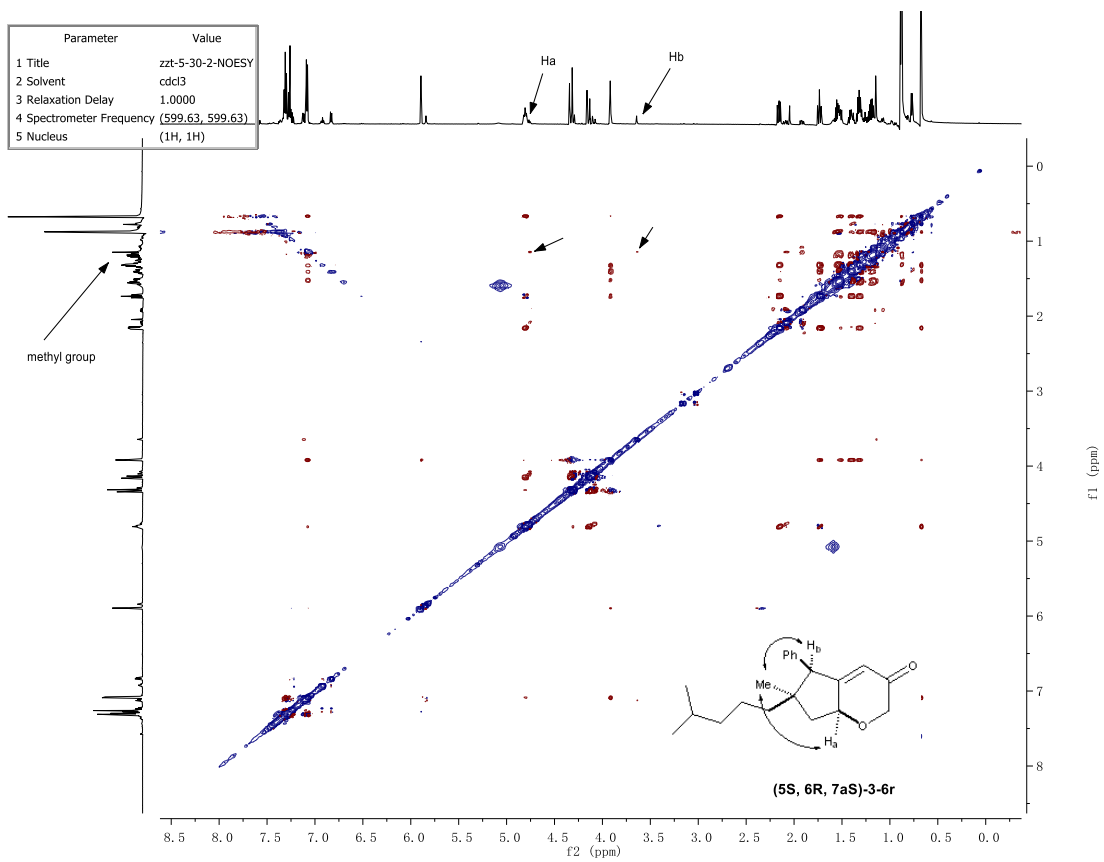 Parameter Value
1 Title zzt-5-30-2-NOESY
2 Solvent cdcl3
3 Relaxation Delay 1.0000
4 Spectrometer Frequency (599.63, 599.63)
5 Nucleus (1H, 1H)
Ha
Hb
methyl group
0
1
2
3
4
5
6
7
8
f1 (ppm)
Ph
Hb
Me
O
O
Ha
(5S, 6R, 7aS)-3-6r
8.5 8.0 7.5 7.0 6.5 6.0 5.5 5.0 4.5 4.0 3.5 3.0 2.5 2.0 1.5 1.0 0.5 0.0
f2 (ppm)